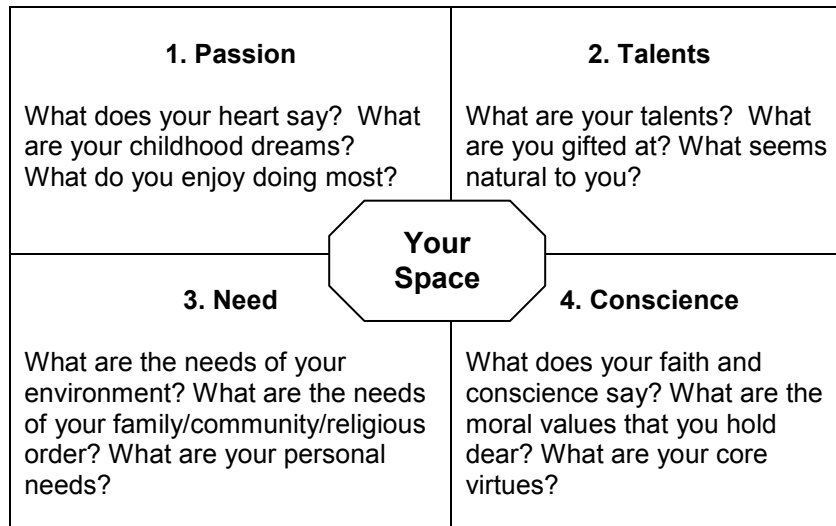 1. Passion
What does your heart say?  What
are your childhood dreams?
What do you enjoy doing most?
2. Talents
What are your talents?  What
are you gifted at? What seems
natural to you?
Your
Space
3. Need
What are the needs of your
environment? What are the needs
of your family/community/religious
order? What are your personal
needs?
4. Conscience
What does your faith and
conscience say? What are the
moral values that you hold
dear? What are your core
virtues?